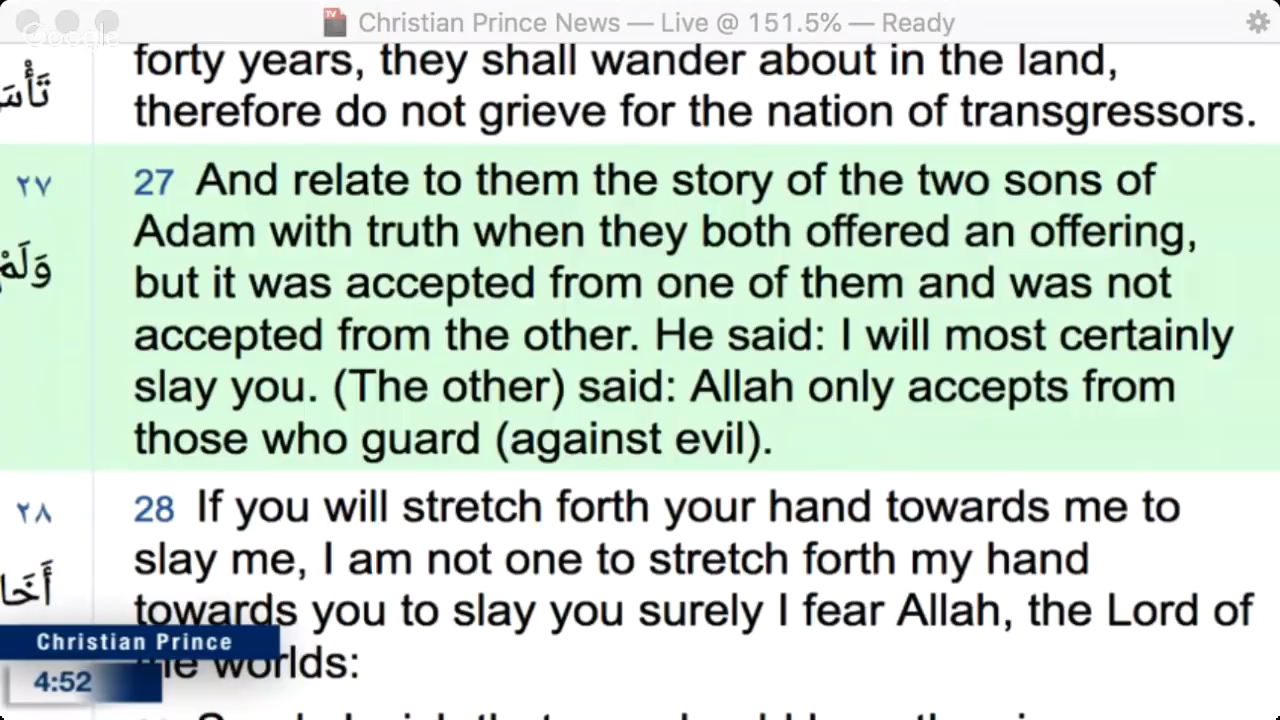 Christian Prince News — Live @ 151.5% — Ready
Google
forty years, they shall wander about in the land,
therefore do not grieve for the nation of transgressors.
٢٧
27 And relate to them the story of the two sons of
Adam with truth when they both offered an offering,
but it was accepted from one of them and was not
accepted from the other. He said: I will most certainly
slay you. (The other) said: Allah only accepts from
those who guard (against evil).
٢٨
28 If you will stretch forth your hand towards me to
slay me, I am not one to stretch forth my hand
towards you to slay you surely I fear Allah, the Lord of
the worlds:
Christian Prince
4:52